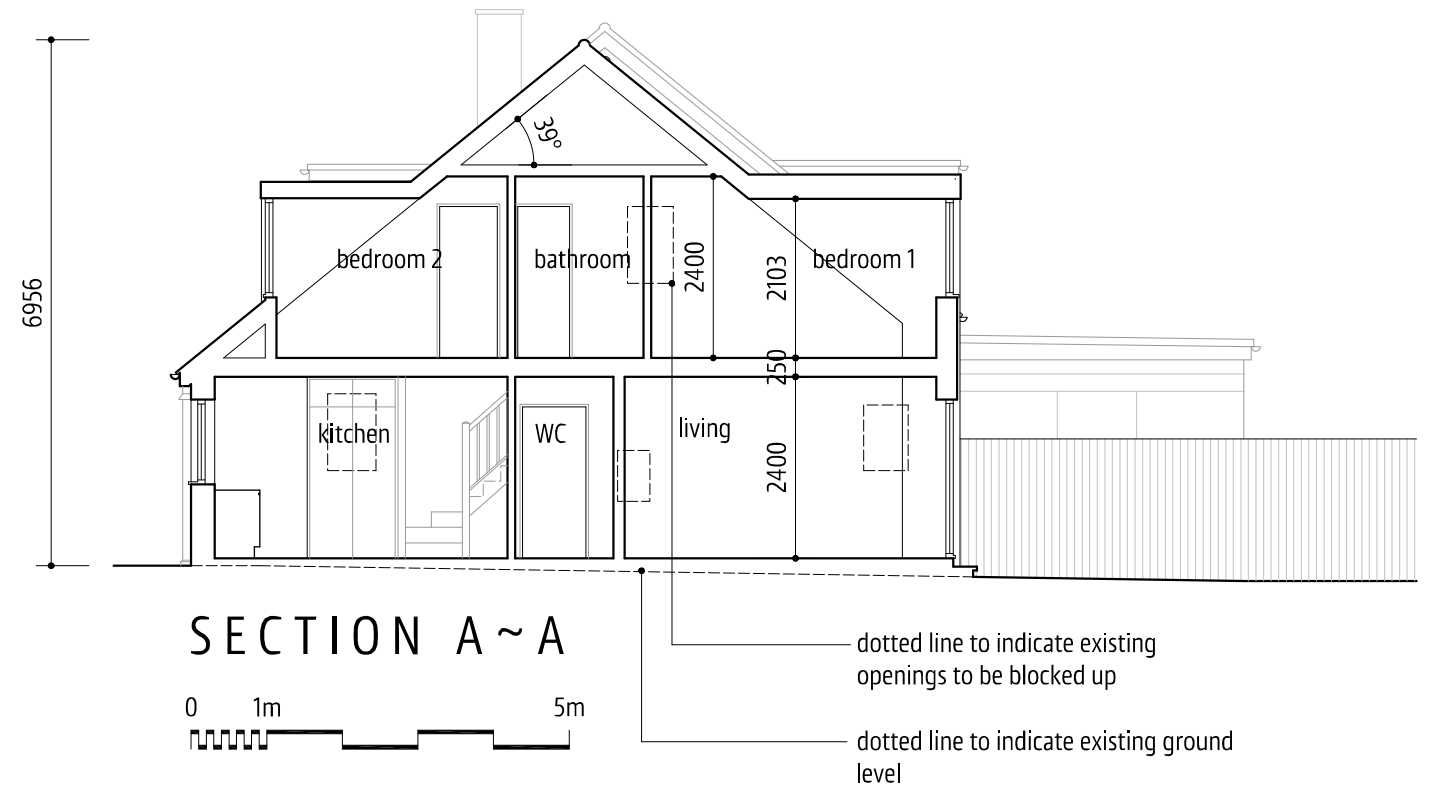 39°
6956
bedroom 2
bathroom
2400
2103
bedroom 1
250
kitchen
WC
living
2400
SECTION A~A
0 1m 5m
dotted line to indicate existing
openings to be blocked up
dotted line to indicate existing ground
level